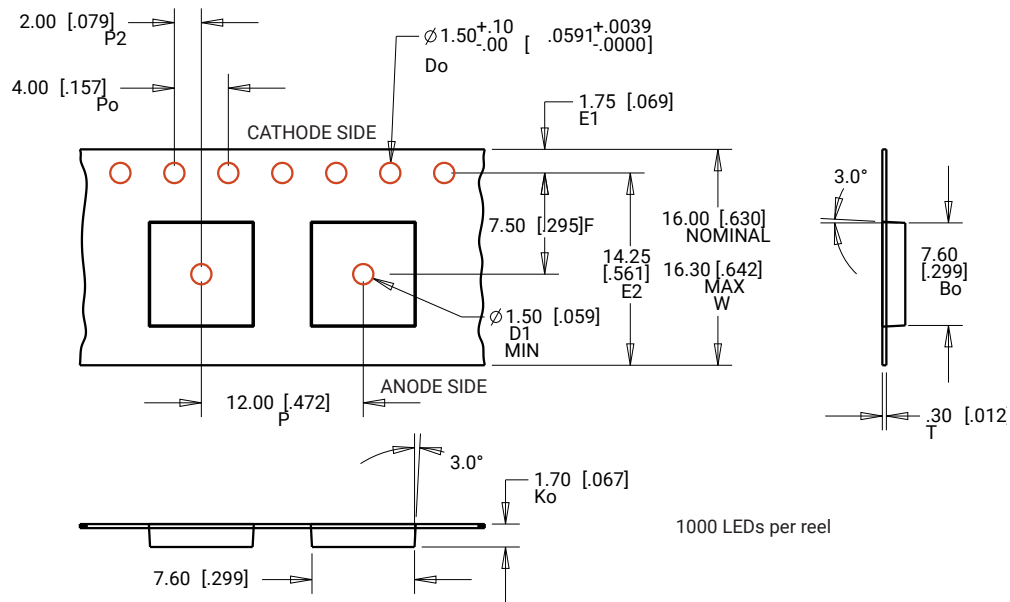 2.00 [.079]
P2
4.00 [.157]
Po
Ø 1.50 +.10 -.00 [ .0591 +.0039 -.0000]
Do
1.75 [.069]
E1
CATHODE SIDE
7.50 [.295]F
14.25
[.561]
E2
16.00 [.630]
NOMINAL
16.30 [.642]
MAX
W
Ø 1.50 [.059]
D1
MIN
3.0°
7.60
[.299]
Bo
ANODE SIDE
12.00 [.472]
P
.30 [.012]
T
3.0°
1.70 [.067]
Ko
7.60 [.299]
1000 LEDs per reel